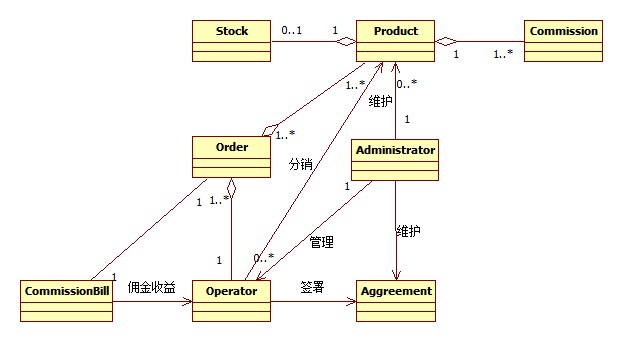 Stock
0..1
1
Product
1
1..*
Commission
1..*
维护
0..*
1
Order
1..*
分销
Administrator
1
1..*
1
管理
维护
1
0..*
1
CommissionBill
佣金收益
Operator
签署
Aggreement